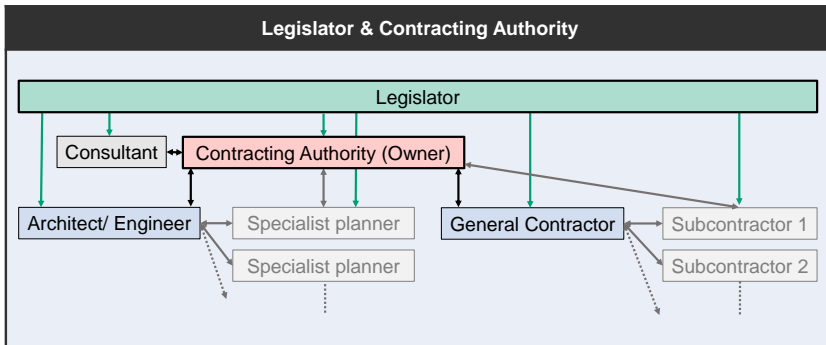 Legislator & Contracting Authority
Legislator
Consultant
Contracting Authority (Owner)
Architect/ Engineer
Specialist planner
General Contractor
Subcontractor 1
Specialist planner
Subcontractor 2